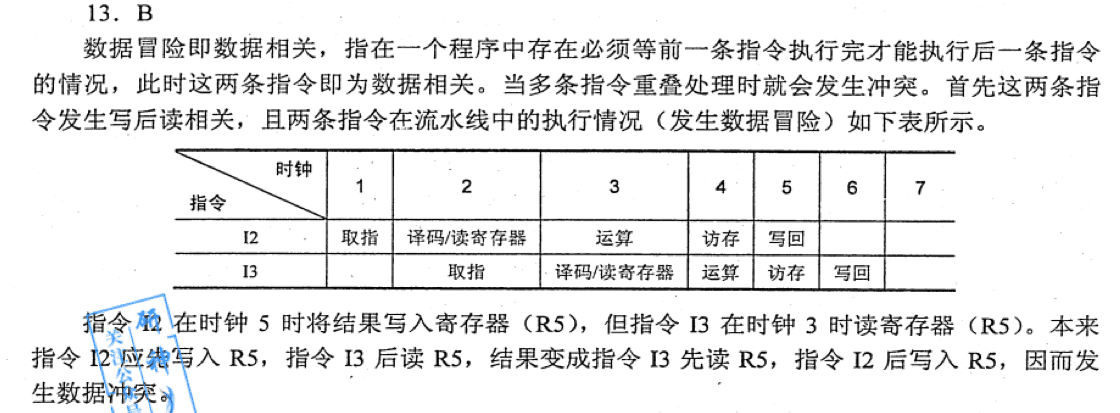 13. B
数据冒险即数据相关，指在一个程序中存在必须等前一条指令执行完才能执行后一条指令
的情况，此时这两条指令即为数据相关。当多条指令重叠处理时就会发生冲突。首先这两条指
令发生写后读相关，且两条指令在流水线中的执行情况（发生数据冒险）如下表所示。
时钟 指令 1 2 3 4 5 6 7
I2 取指 译码/读寄存器 运算 访存 写回
I3 取指 译码/读寄存器 运算 访存 写回
指令 I2 在时钟 5 时将结果写入寄存器（R5），但指令 I3 在时钟 3 时读寄存器（R5）。本来
指令 I2 应先写入 R5，指令 I3 后读 R5，结果变成指令 I3 先读 R5，指令 I2 后写入 R5，因而发
生数据冲突。